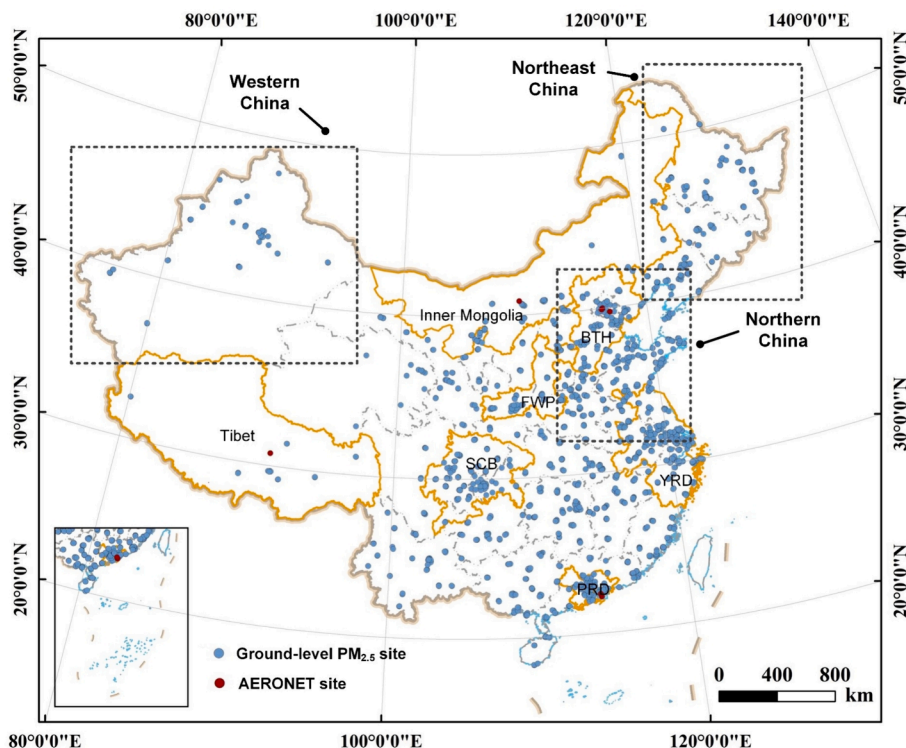 80°0'0"E
100°0'0"E
120°0'0"E
140°0'0"E
50°0'0"N
50°0'0"N
Western
China
Northeast
China
40°0'0"N
40°0'0"N
Inner Mongolia
BTH
Northern
China
FWP
30°0'0"N
30°0'0"N
Tibet
SCB
YRD
20°0'0"N
20°0'0"N
PRD
Ground-level PM2.5 site
AERONET site
0 400 800
km
80°0'0"E
100°0'0"E
120°0'0"E